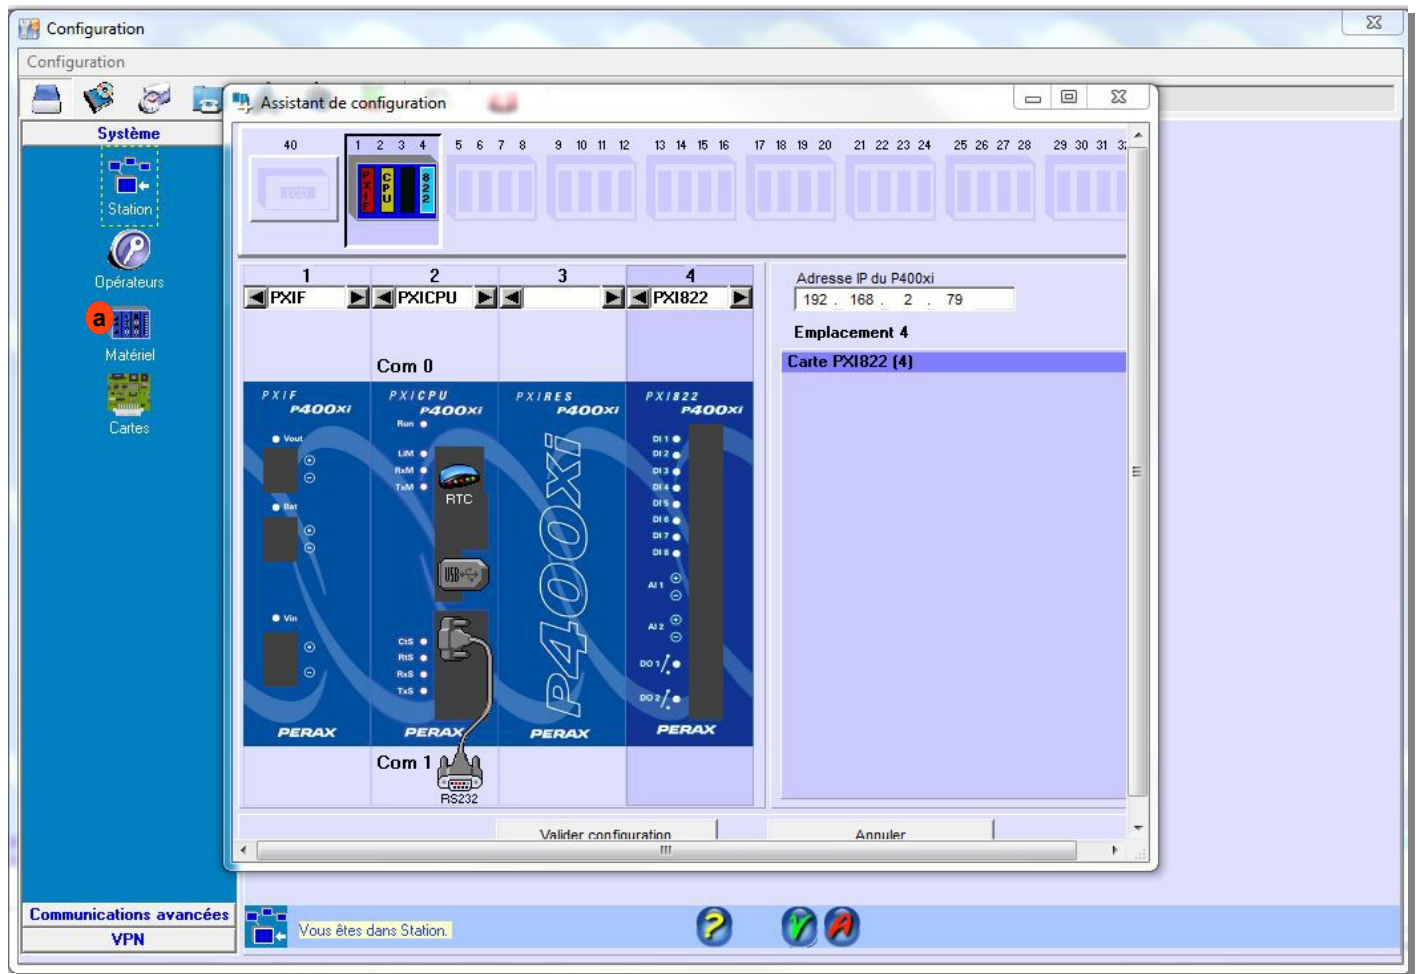 Configuration
Configuration
Assistant de configuration
Système
Station
Opérateurs
a
Matériel
Cartes
Communications avancées
VPN
40 1 2 3 4 5 6 7 8 9 10 11 12 13 14 15 16 17 18 19 20 21 22 23 24 25 26 27 28 29 30 31
LCD PXIF CPU 822
1 2 3 4
PXIF PXICPU PXI822
Com 0
PXIF PXICPU PXIRES PXI822
P400xi P400xi P400xi P400xi
Run
Vout
LIM
RxM
TxM
RTC
Bat
USB
Vin
CtS
RtS
RxS
TxS
P400xi
DI 1
DI 2
DI 3
DI 4
DI 5
DI 6
DI 7
DI 8
AI 1
AI 2
DO 1
DO 2
PERAX PERAX PERAX PERAX
Com 1
RS232
Adresse IP du P400xi
192 . 168 . 2 . 79
Emplacement 4
Carte PXI822 (4)
Valider configuration Annuler
Vous êtes dans Station.